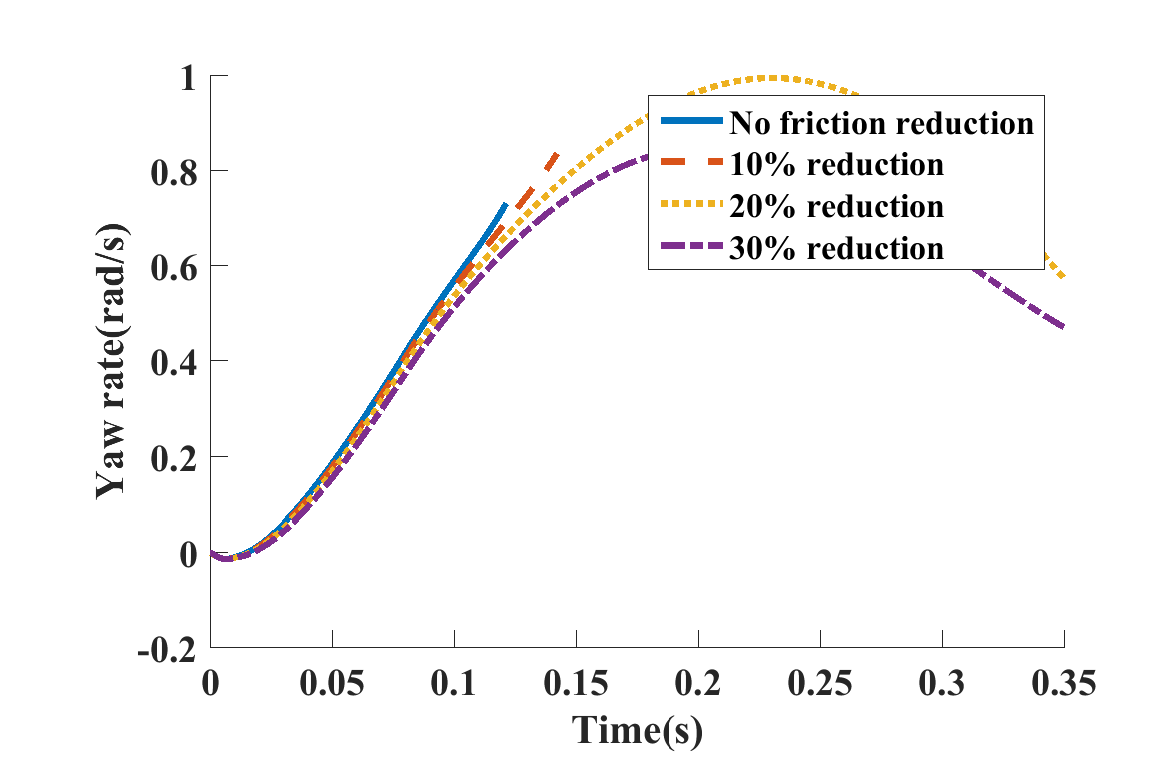 1
0.8
0.6
0.4
0.2
0
-0.2
Yaw rate(rad/s)
No friction reduction
10% reduction
20% reduction
30% reduction
0 0.05 0.1 0.15 0.2 0.25 0.3 0.35
Time(s)